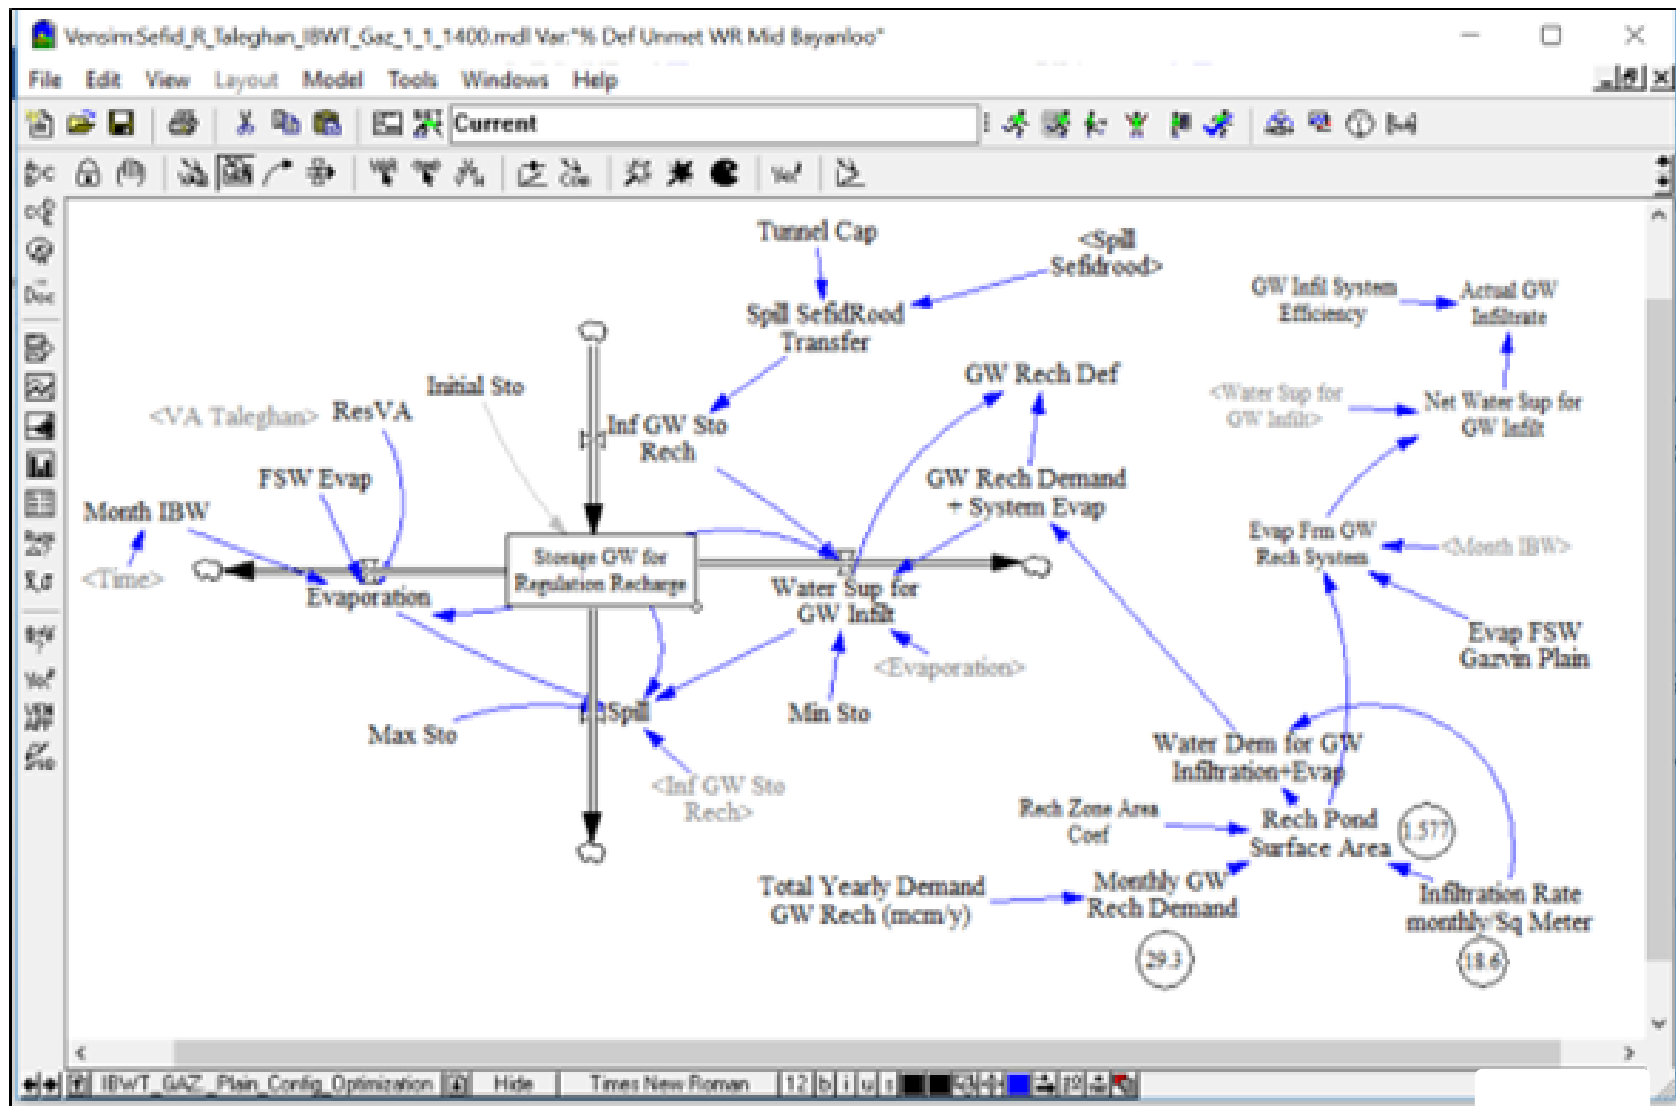 Vensim:Sefid_R_Taleghan_IBWT_Gaz_1_1_1400.mdl Var:"% Def Unmet WR Mid Bayanloo"
File Edit View Layout Model Tools Windows Help
Current
Tunnel Cap
<Spill
Sefidrood>
Spill SefidRood
Transfer
GW Infil System
Efficiency
Actual GW
Infiltrate
Initial Sto
GW Rech Def
<VA Taleghan>
ResVA
Inf GW Sto
Rech
<Water Sup for
GW Infilt>
Net Water Sup for
GW Infilt
FSW Evap
Month IBW
<Time>
GW Rech Demand
+ System Evap
Evap Frm GW
Rech System
<Month IBW>
Storage GW for
Regulation Recharge
Evaporation
Water Sup for
GW Infilt
<Evaporation>
Evap FSW
Gazvin Plain
Max Sto
Spill
Min Sto
<Inf GW Sto
Rech>
Water Dem for GW
Infiltration+Evap
Rech Zone Area
Coef
Rech Pond
Surface Area
1.577
Total Yearly Demand
GW Rech (mcm/y)
Monthly GW
Rech Demand
29.3
Infiltration Rate
monthly/Sq Meter
18.6
IBWT_GAZ_Plain_Config_Optimization Hide Times New Roman 12 b i u s